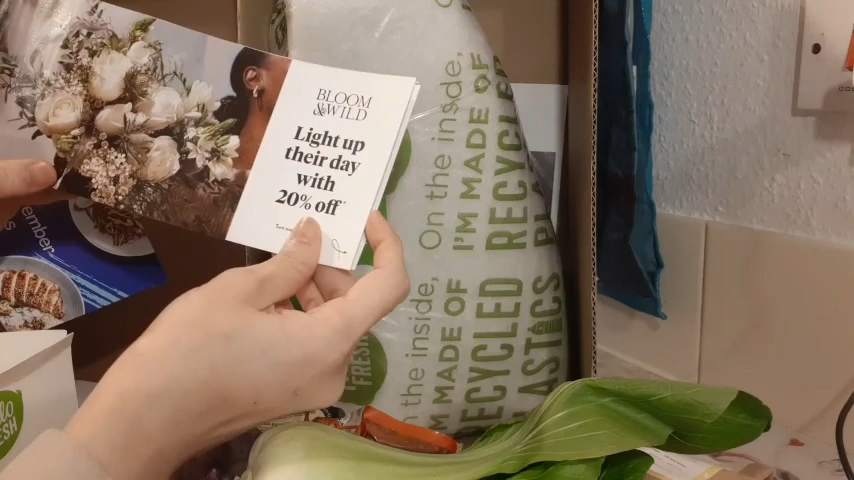 BLOOM
&WILD
Light up
their day
with
20% off*
ember
On the inside,
I'M MADE OF
RECYCLED
On the inside,
I'M MADE OF
RECYCLED
PLASTICS
FRESH